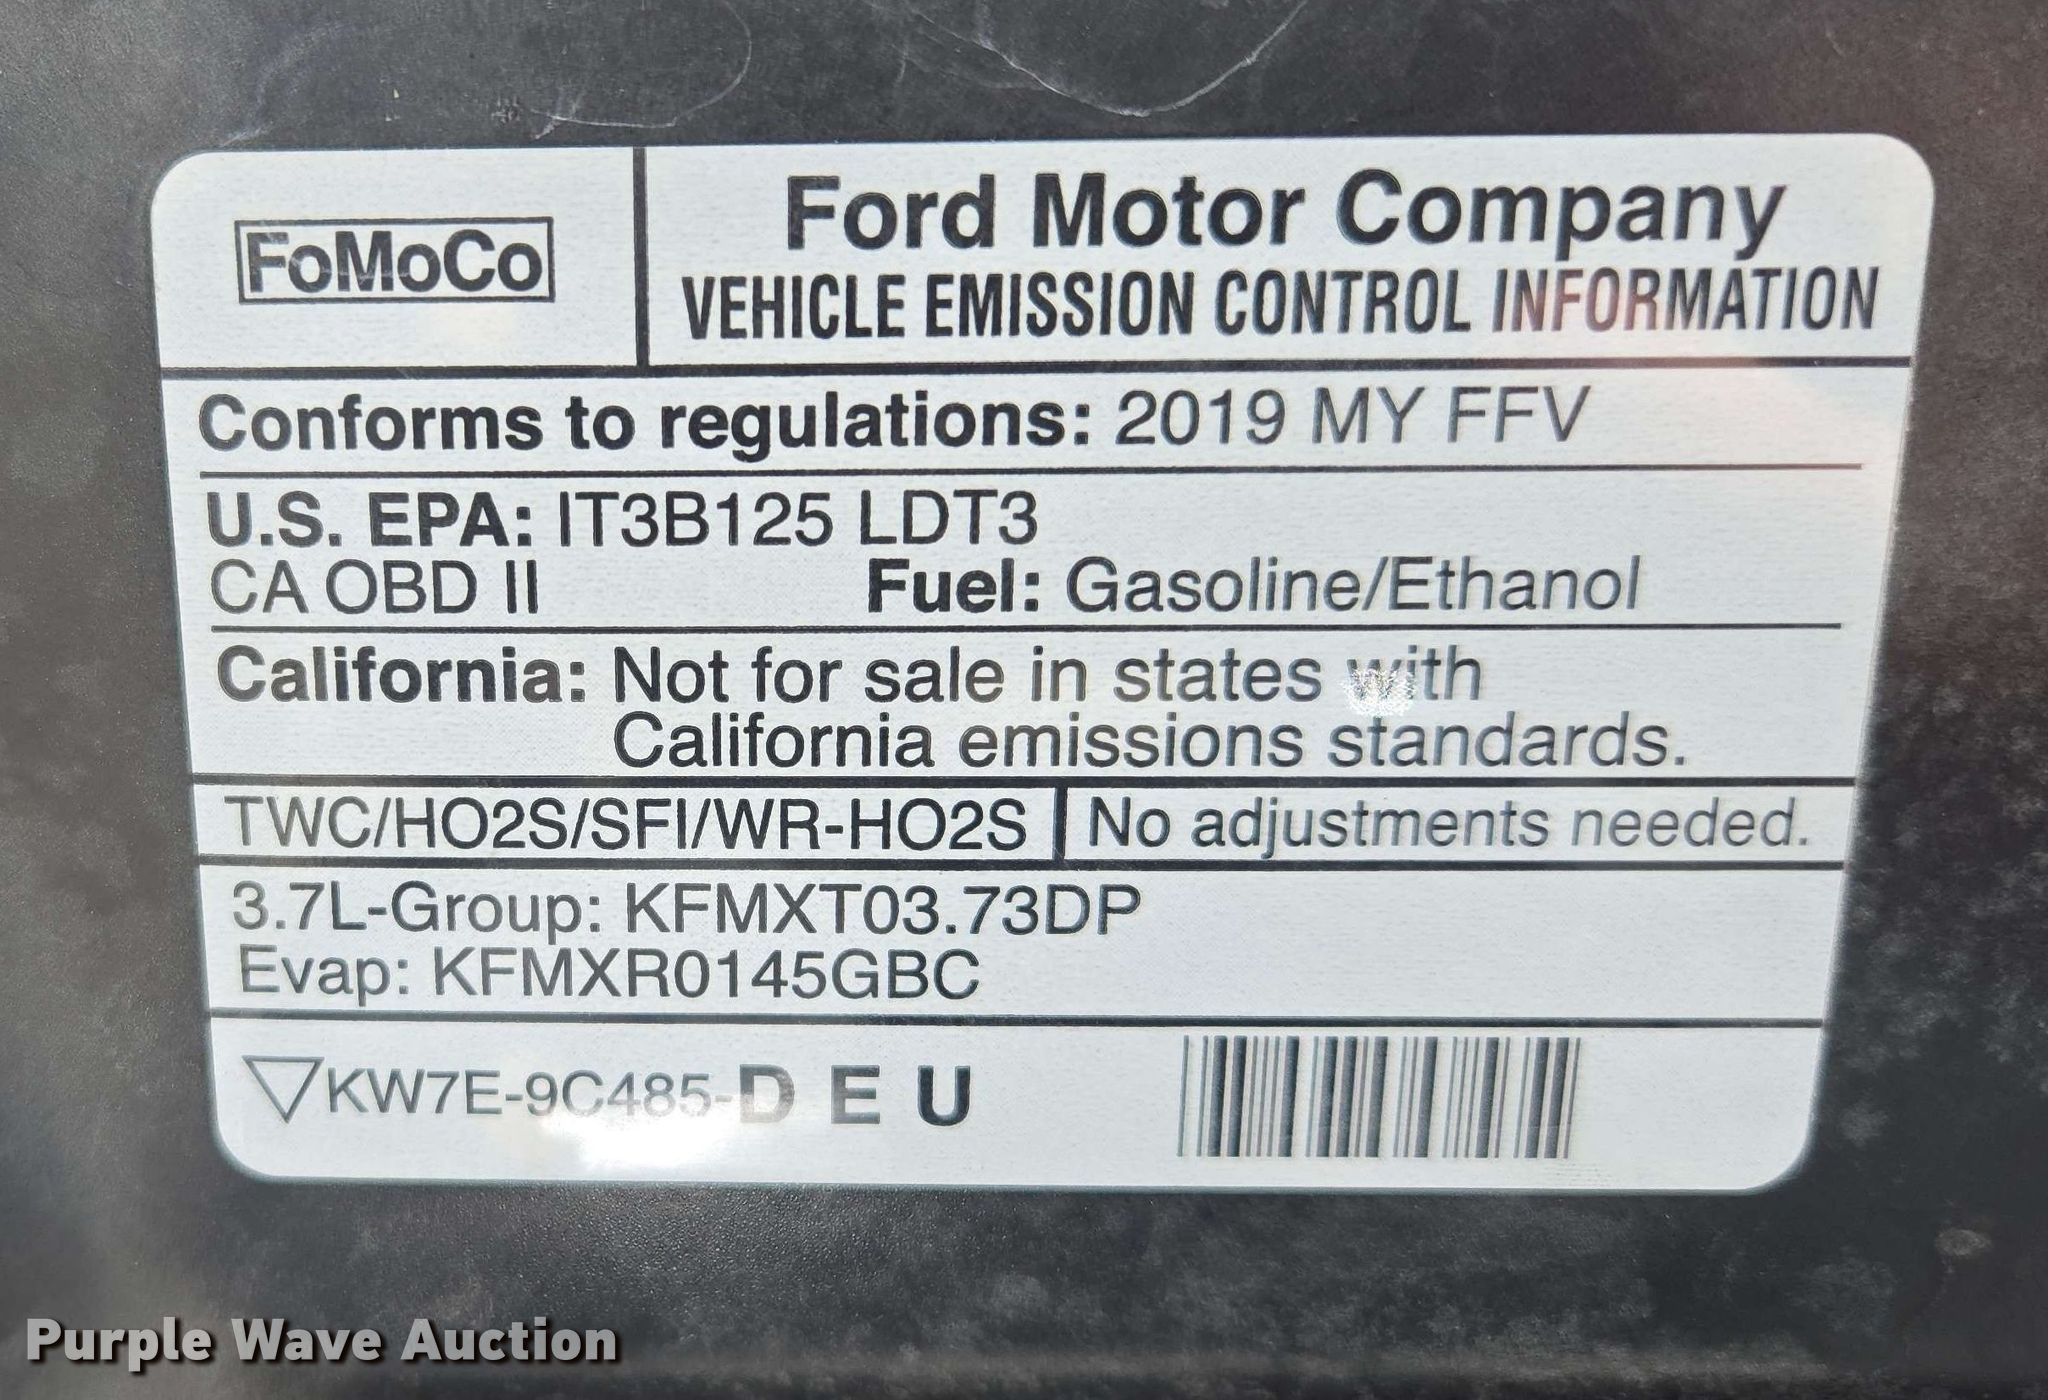 FoMoCo
Ford Motor Company
VEHICLE EMISSION CONTROL INFORMATION
Conforms to regulations: 2019 MY FFV
U.S. EPA: IT3B125 LDT3
CA OBD II Fuel: Gasoline/Ethanol
California: Not for sale in states with
California emissions standards.
TWC/HO2S/SFI/WR-HO2S No adjustments needed.
3.7L-Group: KFMXT03.73DP
Evap: KFMXR0145GBC
KW7E-9C485-D E U
Purple Wave Auction